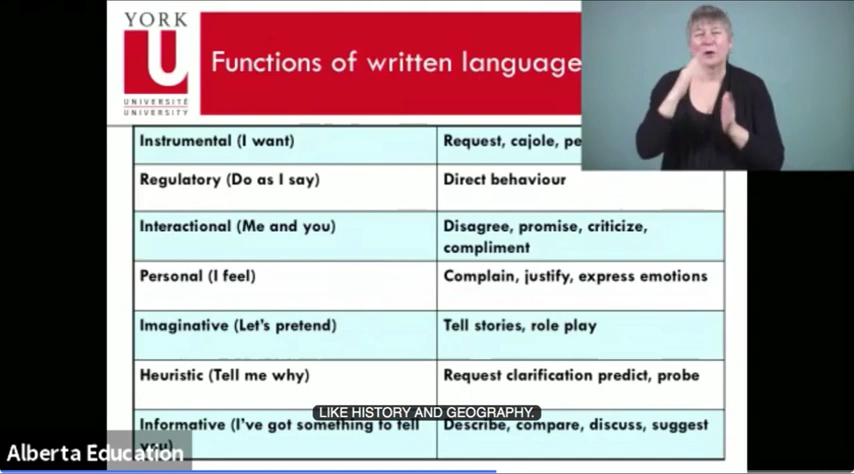 YORK
U
UNIVERSITÉ
UNIVERSITY
Functions of written language
Instrumental (I want)
Request, cajole,
Regulatory (Do as I say)
Direct behaviour
Interactional (Me and you)
Disagree, promise, criticize,
compliment
Personal (I feel)
Complain, justify, express emotions
Imaginative (Let's pretend)
Tell stories, role play
Heuristic (Tell me why)
Request clarification predict, probe
LIKE HISTORY AND GEOGRAPHY.
Informative (I've got something to tell
you)
Describe, compare, discuss, suggest
Alberta Education